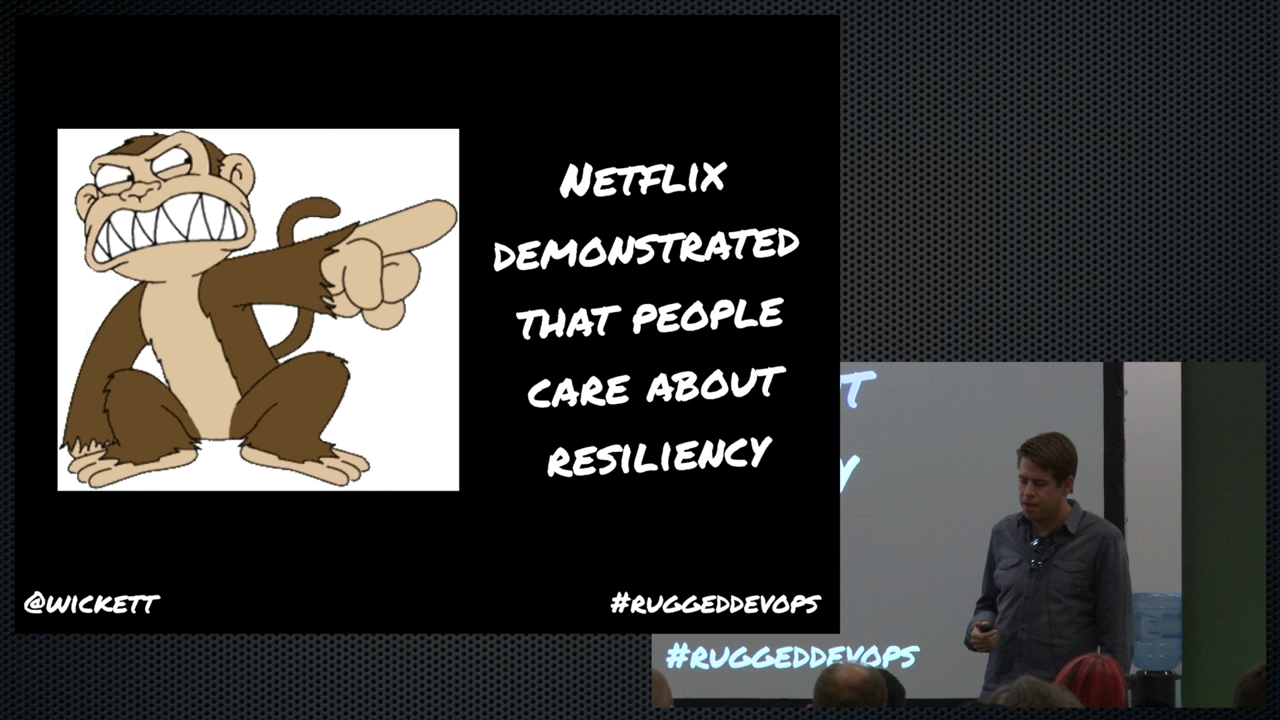 NETFLIX
DEMONSTRATED
THAT PEOPLE
CARE ABOUT
RESILIENCY
@WICKETT
#RUGGEDDEVOPS
T
Y
#RUGGEDDEVOPS